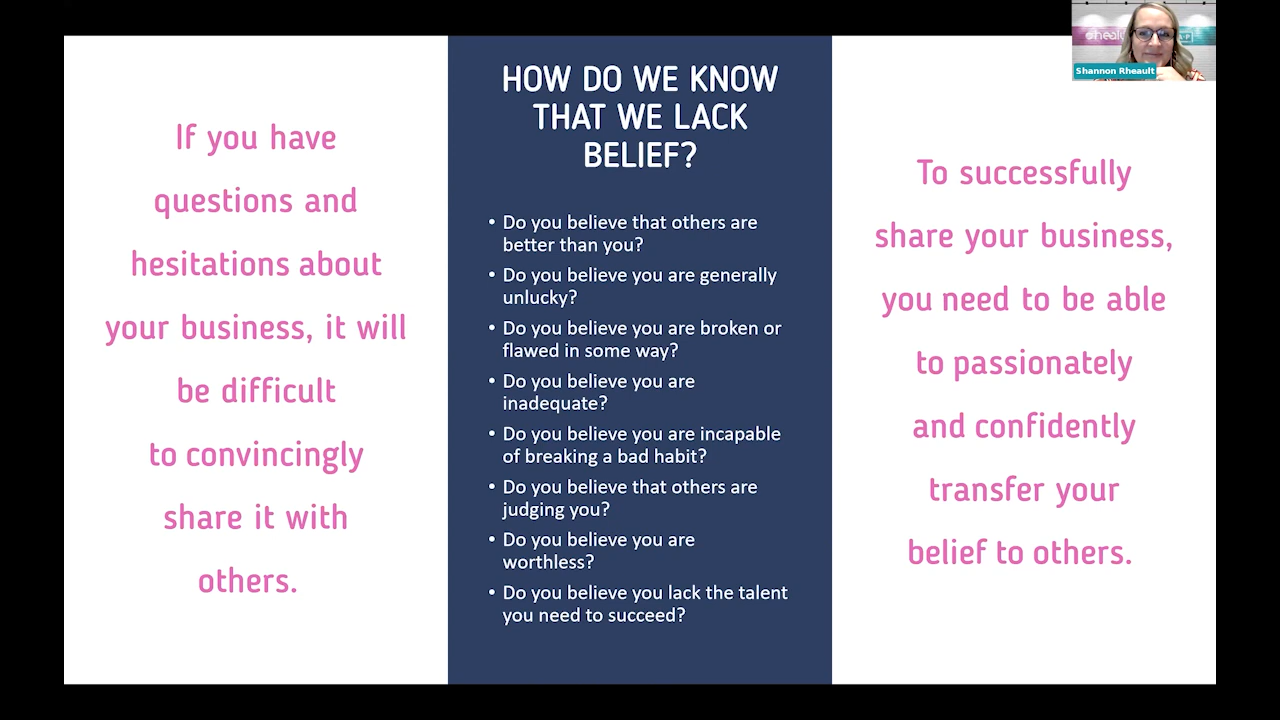 If you have
questions and
hesitations about
your business, it will
be difficult
to convincingly
share it with
others.
HOW DO WE KNOW
THAT WE LACK
BELIEF?
• Do you believe that others are
better than you?
• Do you believe you are generally
unlucky?
• Do you believe you are broken or
flawed in some way?
• Do you believe you are
inadequate?
• Do you believe you are incapable
of breaking a bad habit?
• Do you believe that others are
judging you?
• Do you believe you are
worthless?
• Do you believe you lack the talent
you need to succeed?
To successfully
share your business,
you need to be able
to passionately
and confidently
transfer your
belief to others.
Shannon Rheault